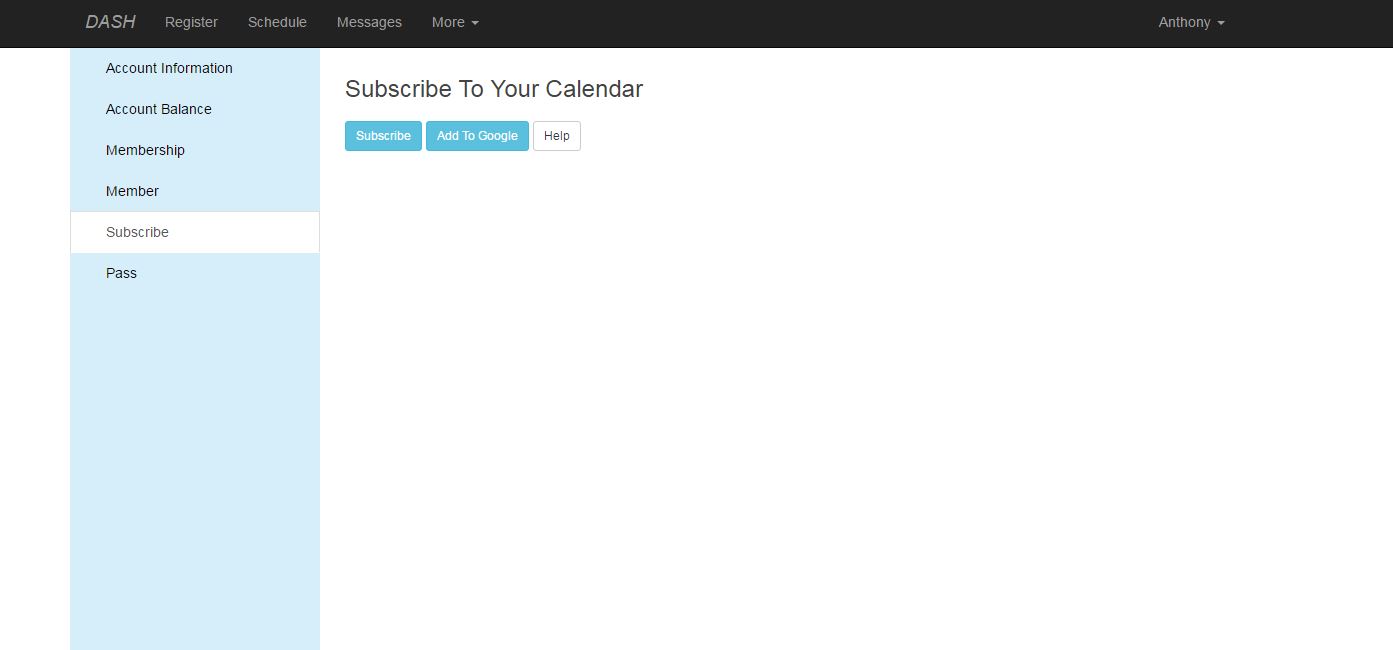 DASH Register Schedule Messages More Anthony
Account Information
Account Balance
Membership
Member
Subscribe
Pass
Subscribe To Your Calendar
Subscribe Add To Google Help